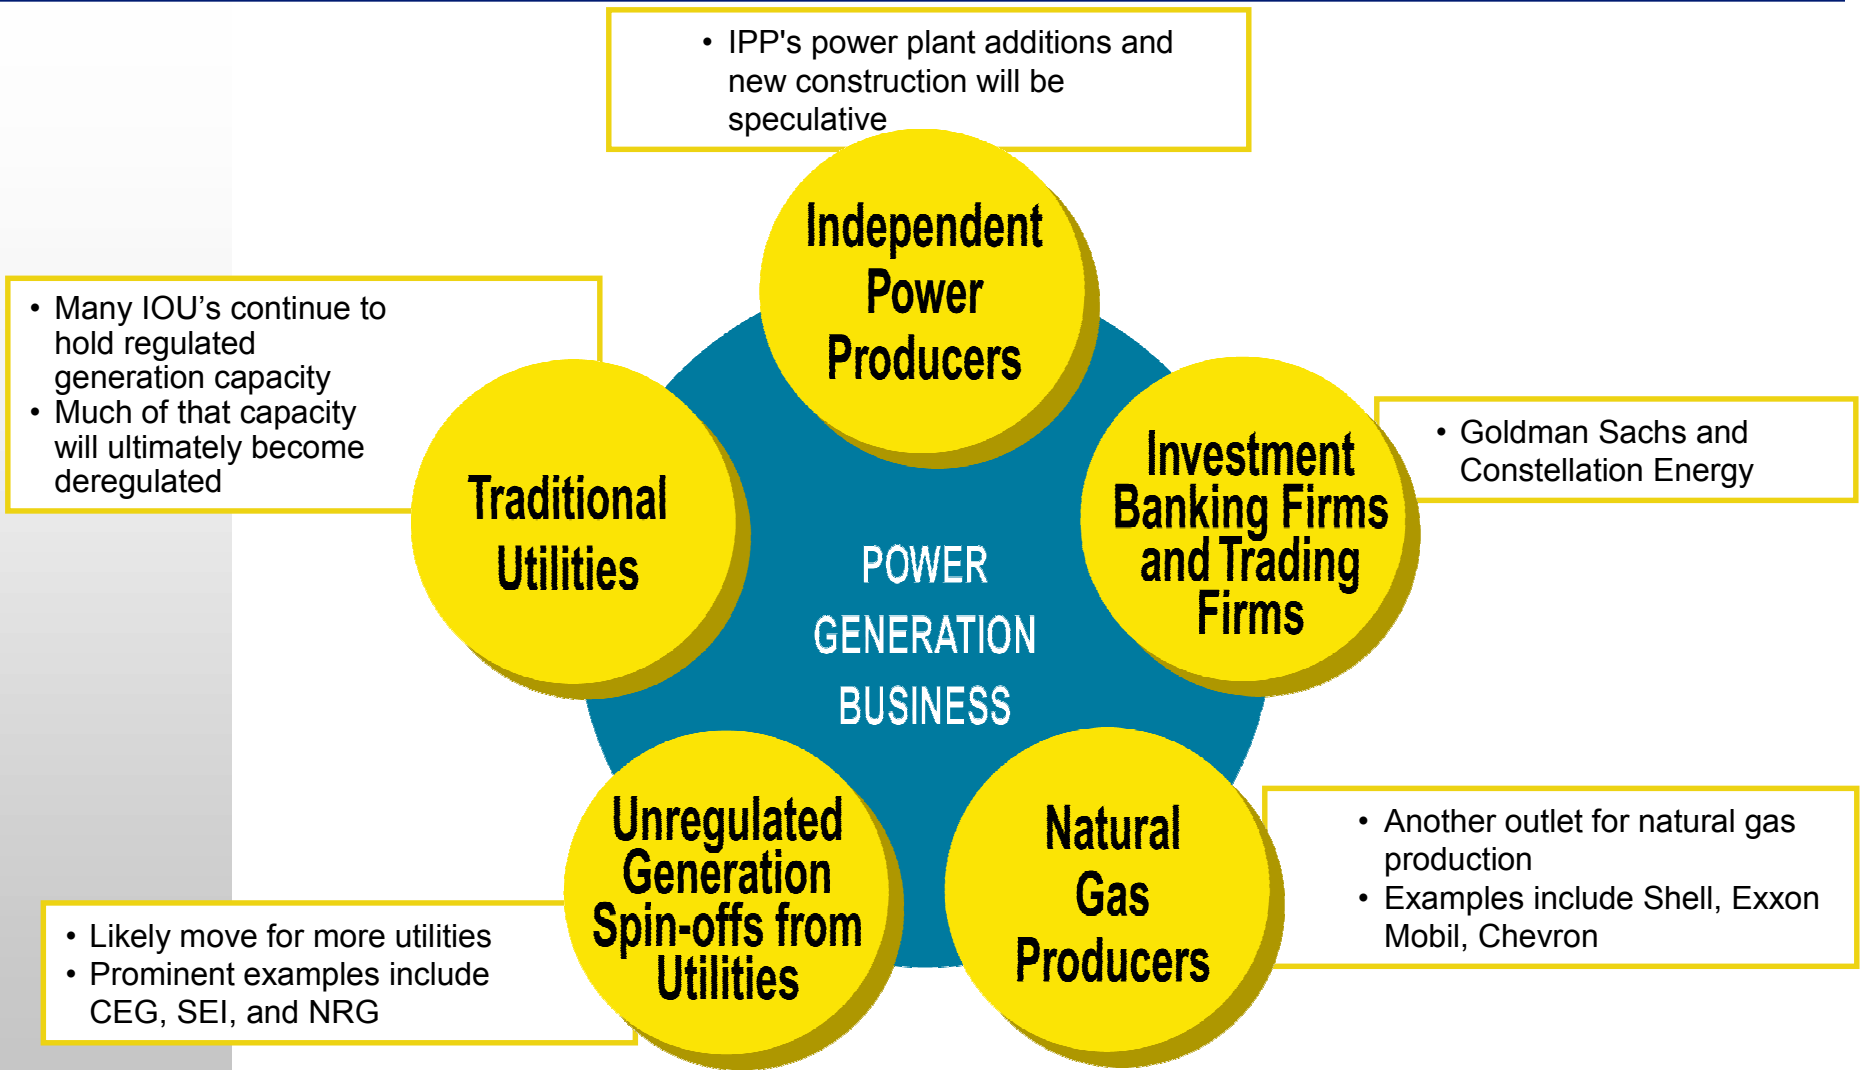 • IPP's power plant additions and
new construction will be
speculative
Independent
Power
Producers
• Many IOU’s continue to
hold regulated
generation capacity
• Much of that capacity
will ultimately become
deregulated
Traditional
Utilities
Investment
Banking Firms
and Trading
Firms
• Goldman Sachs and
Constellation Energy
POWER
GENERATION
BUSINESS
Unregulated
Generation
Spin-offs from
Utilities
• Likely move for more utilities
• Prominent examples include
CEG, SEI, and NRG
Natural
Gas
Producers
• Another outlet for natural gas
production
• Examples include Shell, Exxon
Mobil, Chevron